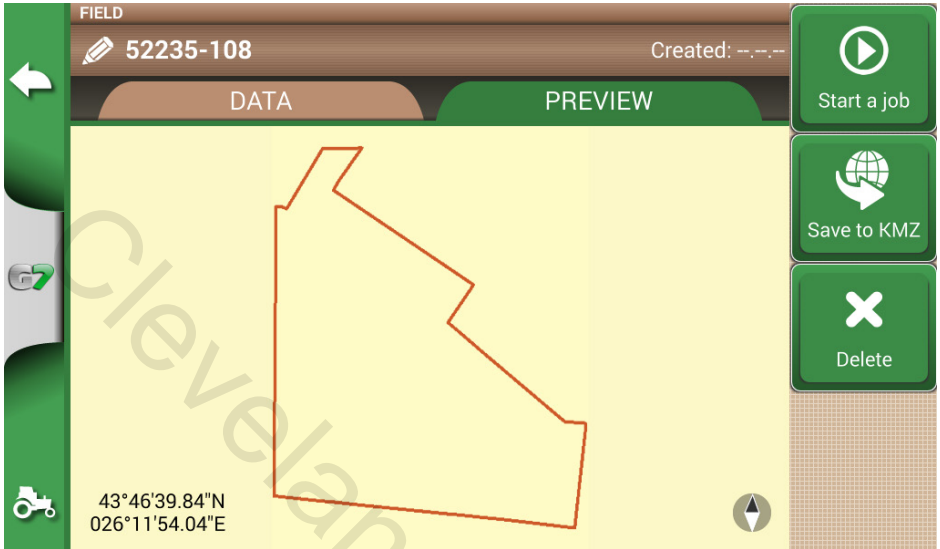 FIELD
52235-108
Created: --.--.--
DATA
PREVIEW
Start a job
Save to KMZ
G7
Delete
43°46'39.84"N
026°11'54.04"E